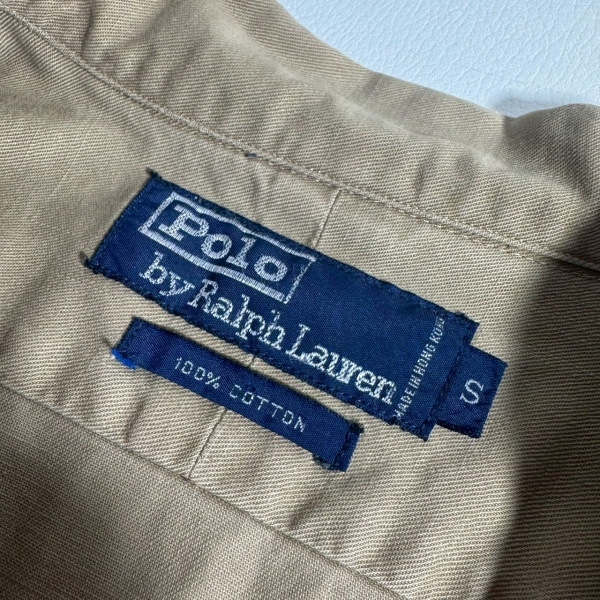 Polo
by Ralph Lauren
MADE IN HONG KONG
S
100% COTTON